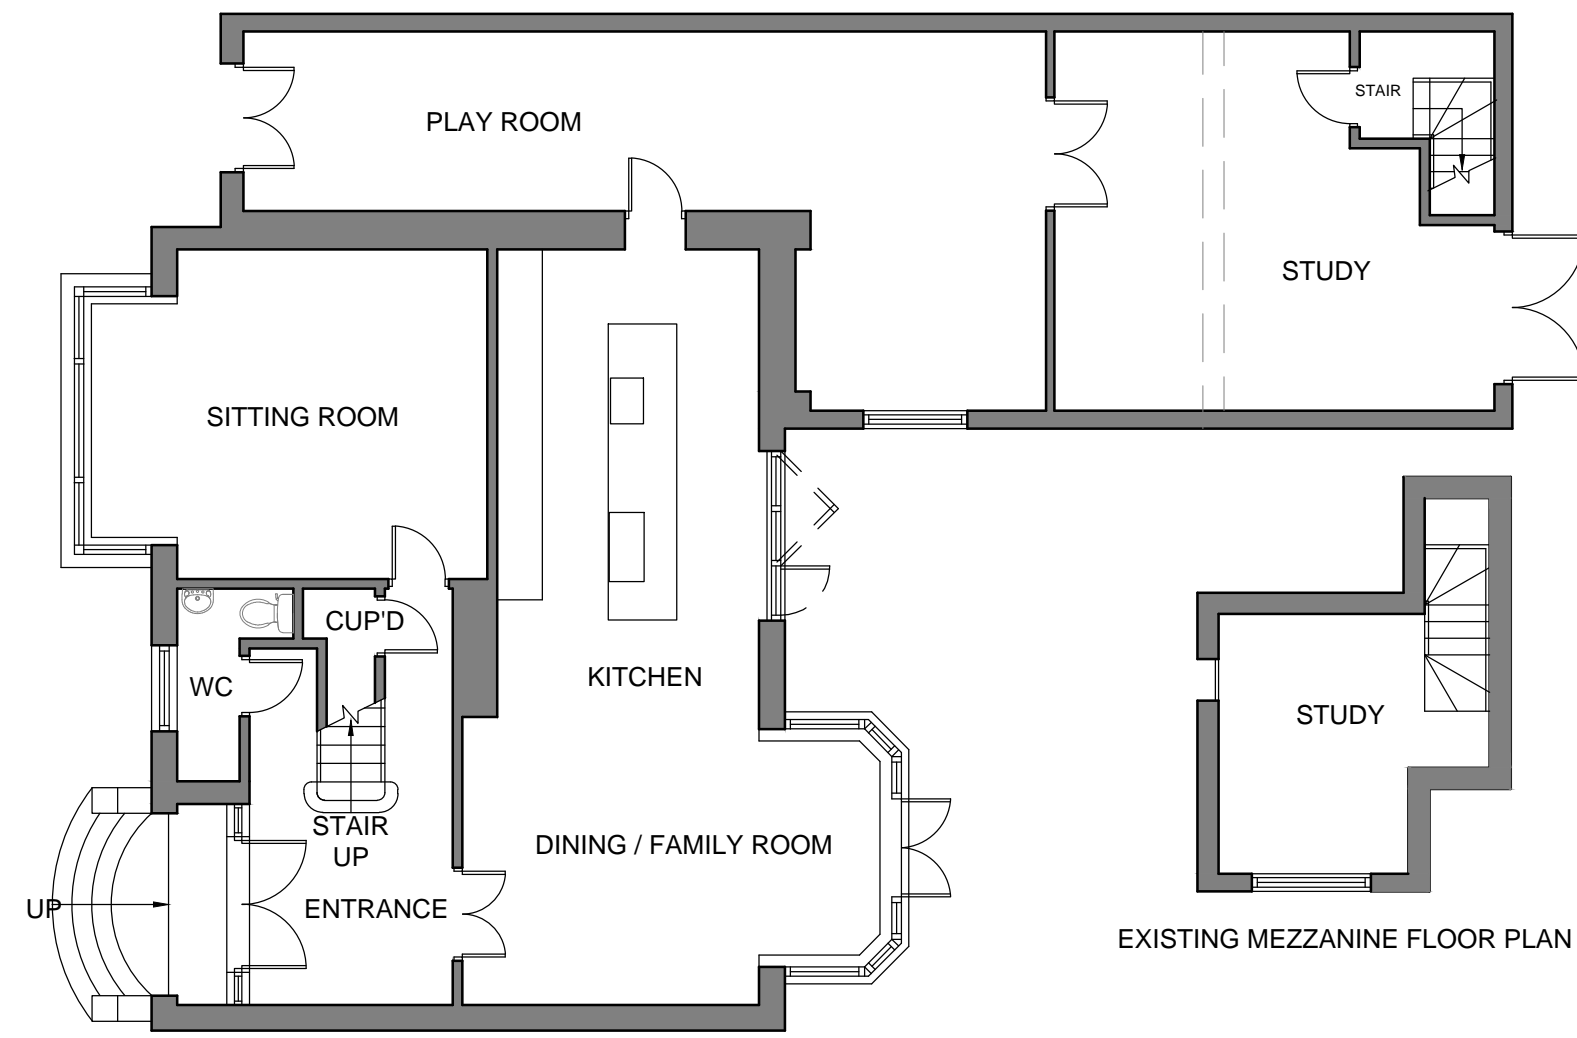 PLAY ROOM
STAIR
STUDY
SITTING ROOM
CUP'D
KITCHEN
WC
STUDY
STAIR
UP
DINING / FAMILY ROOM
UP
ENTRANCE
EXISTING MEZZANINE FLOOR PLAN